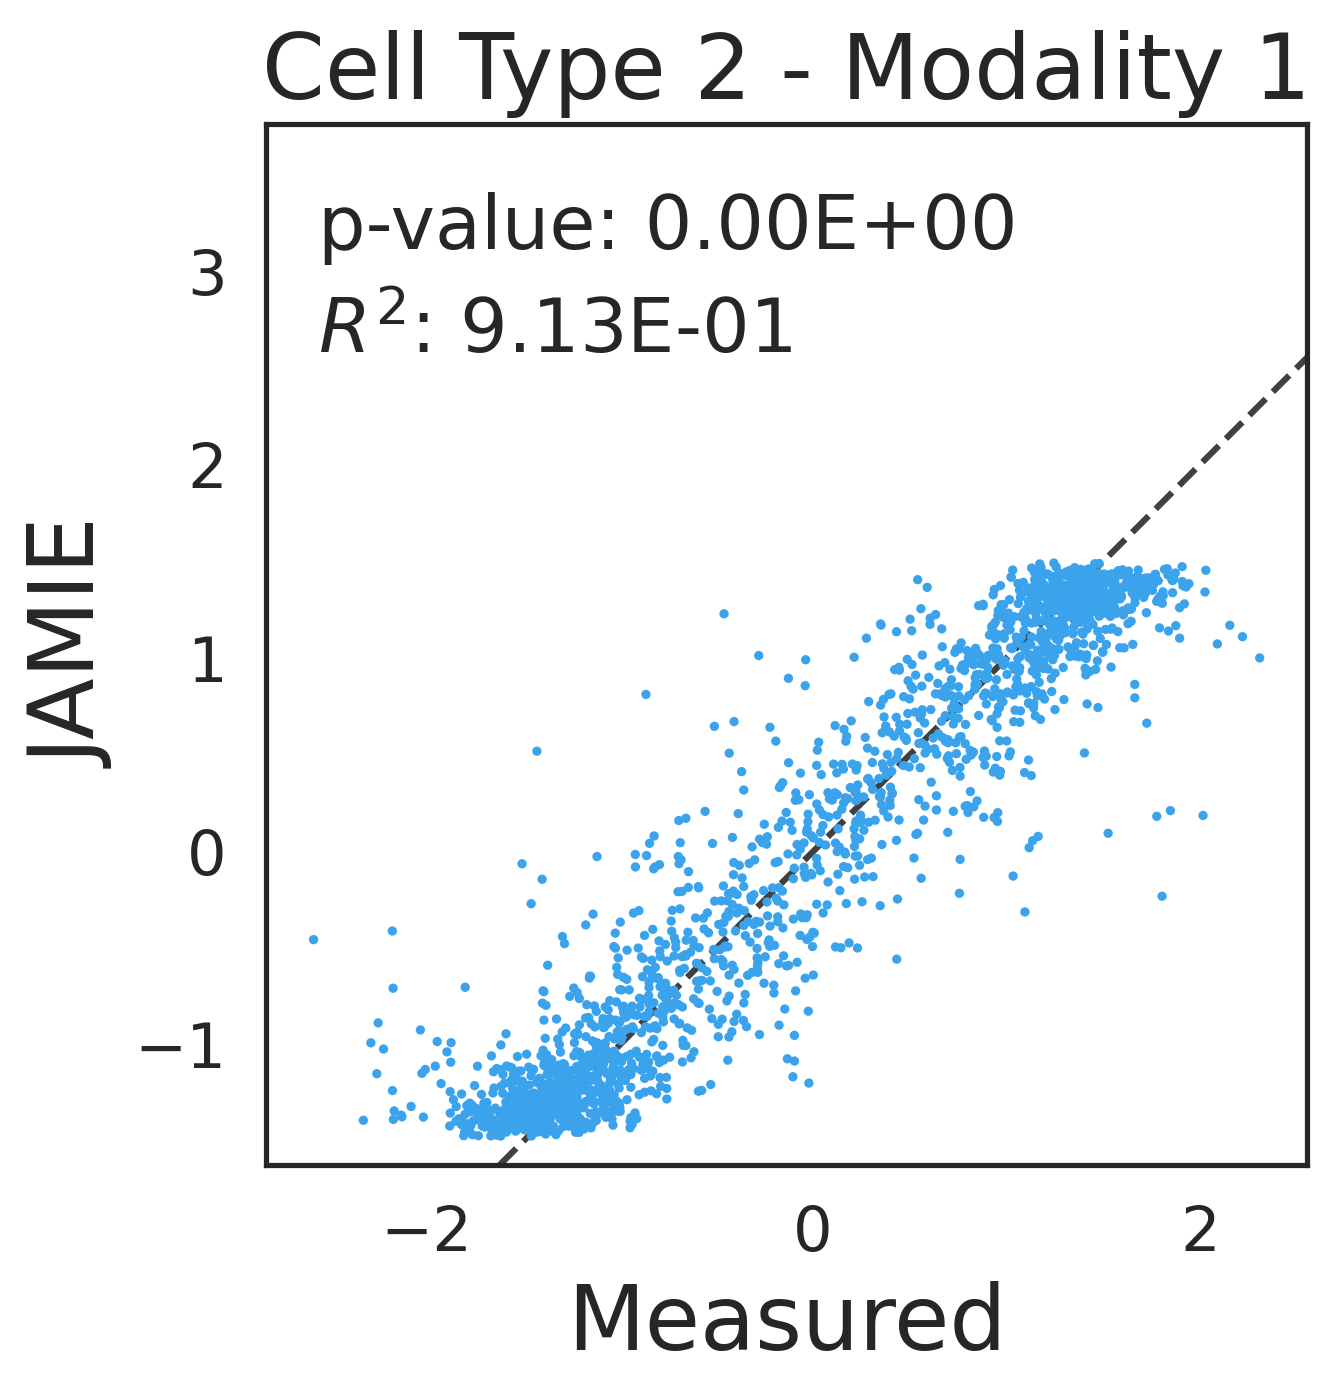 Cell Type 2 - Modality 1
p-value: 0.00E+00
R²: 9.13E-01
3
2
1
0
−1
JAMIE
−2 0 2
Measured